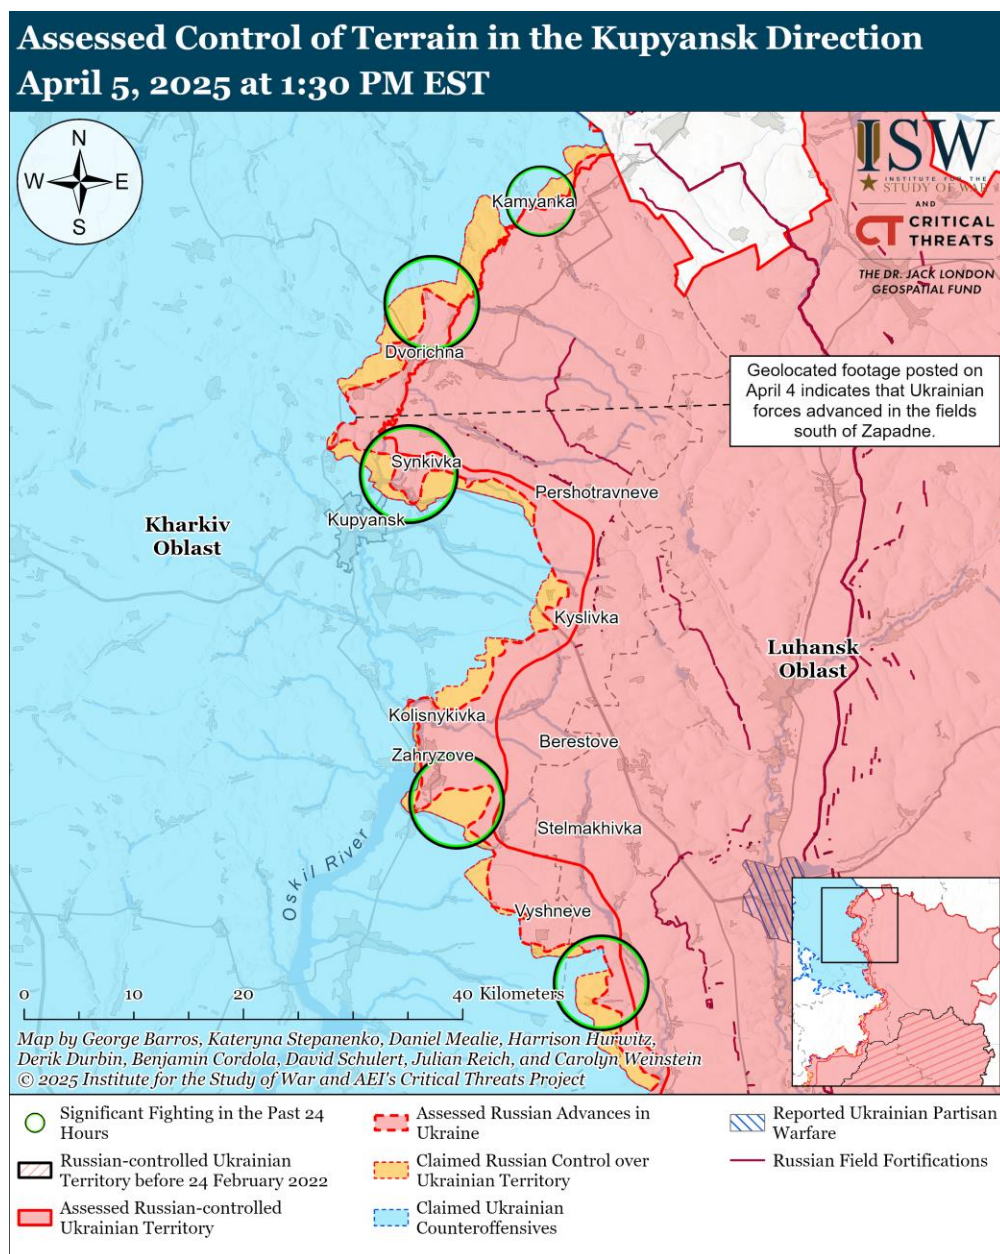 Assessed Control of Terrain in the Kupyansk Direction
April 5, 2025 at 1:30 PM EST
N
W
E
S
ISW
INSTITUTE FOR THE
STUDY OF WAR
AND
CT CRITICAL
THREATS
THE DR. JACK LONDON
GEOSPATIAL FUND
Kamyanka
Dvorichna
Geolocated footage posted on
April 4 indicates that Ukrainian
forces advanced in the fields
south of Zapadne.
Synkivka
Pershotravneve
Kupyansk
Kharkiv
Oblast
Kyslivka
Luhansk
Oblast
Kolisnykivka
Berestove
Zahryzove
Stelmakhivka
Oskil River
Vyshneve
0 10 20 40 Kilometers
Map by George Barros, Kateryna Stepanenko, Daniel Mealie, Harrison Hurwitz,
Derik Durbin, Benjamin Cordola, David Schulert, Julian Reich, and Carolyn Weinstein
© 2025 Institute for the Study of War and AEI's Critical Threats Project
Significant Fighting in the Past 24
Hours
Russian-controlled Ukrainian
Territory before 24 February 2022
Assessed Russian-controlled
Ukrainian Territory
Assessed Russian Advances in
Ukraine
Claimed Russian Control over
Ukrainian Territory
Claimed Ukrainian
Counteroffensives
Reported Ukrainian Partisan
Warfare
Russian Field Fortifications